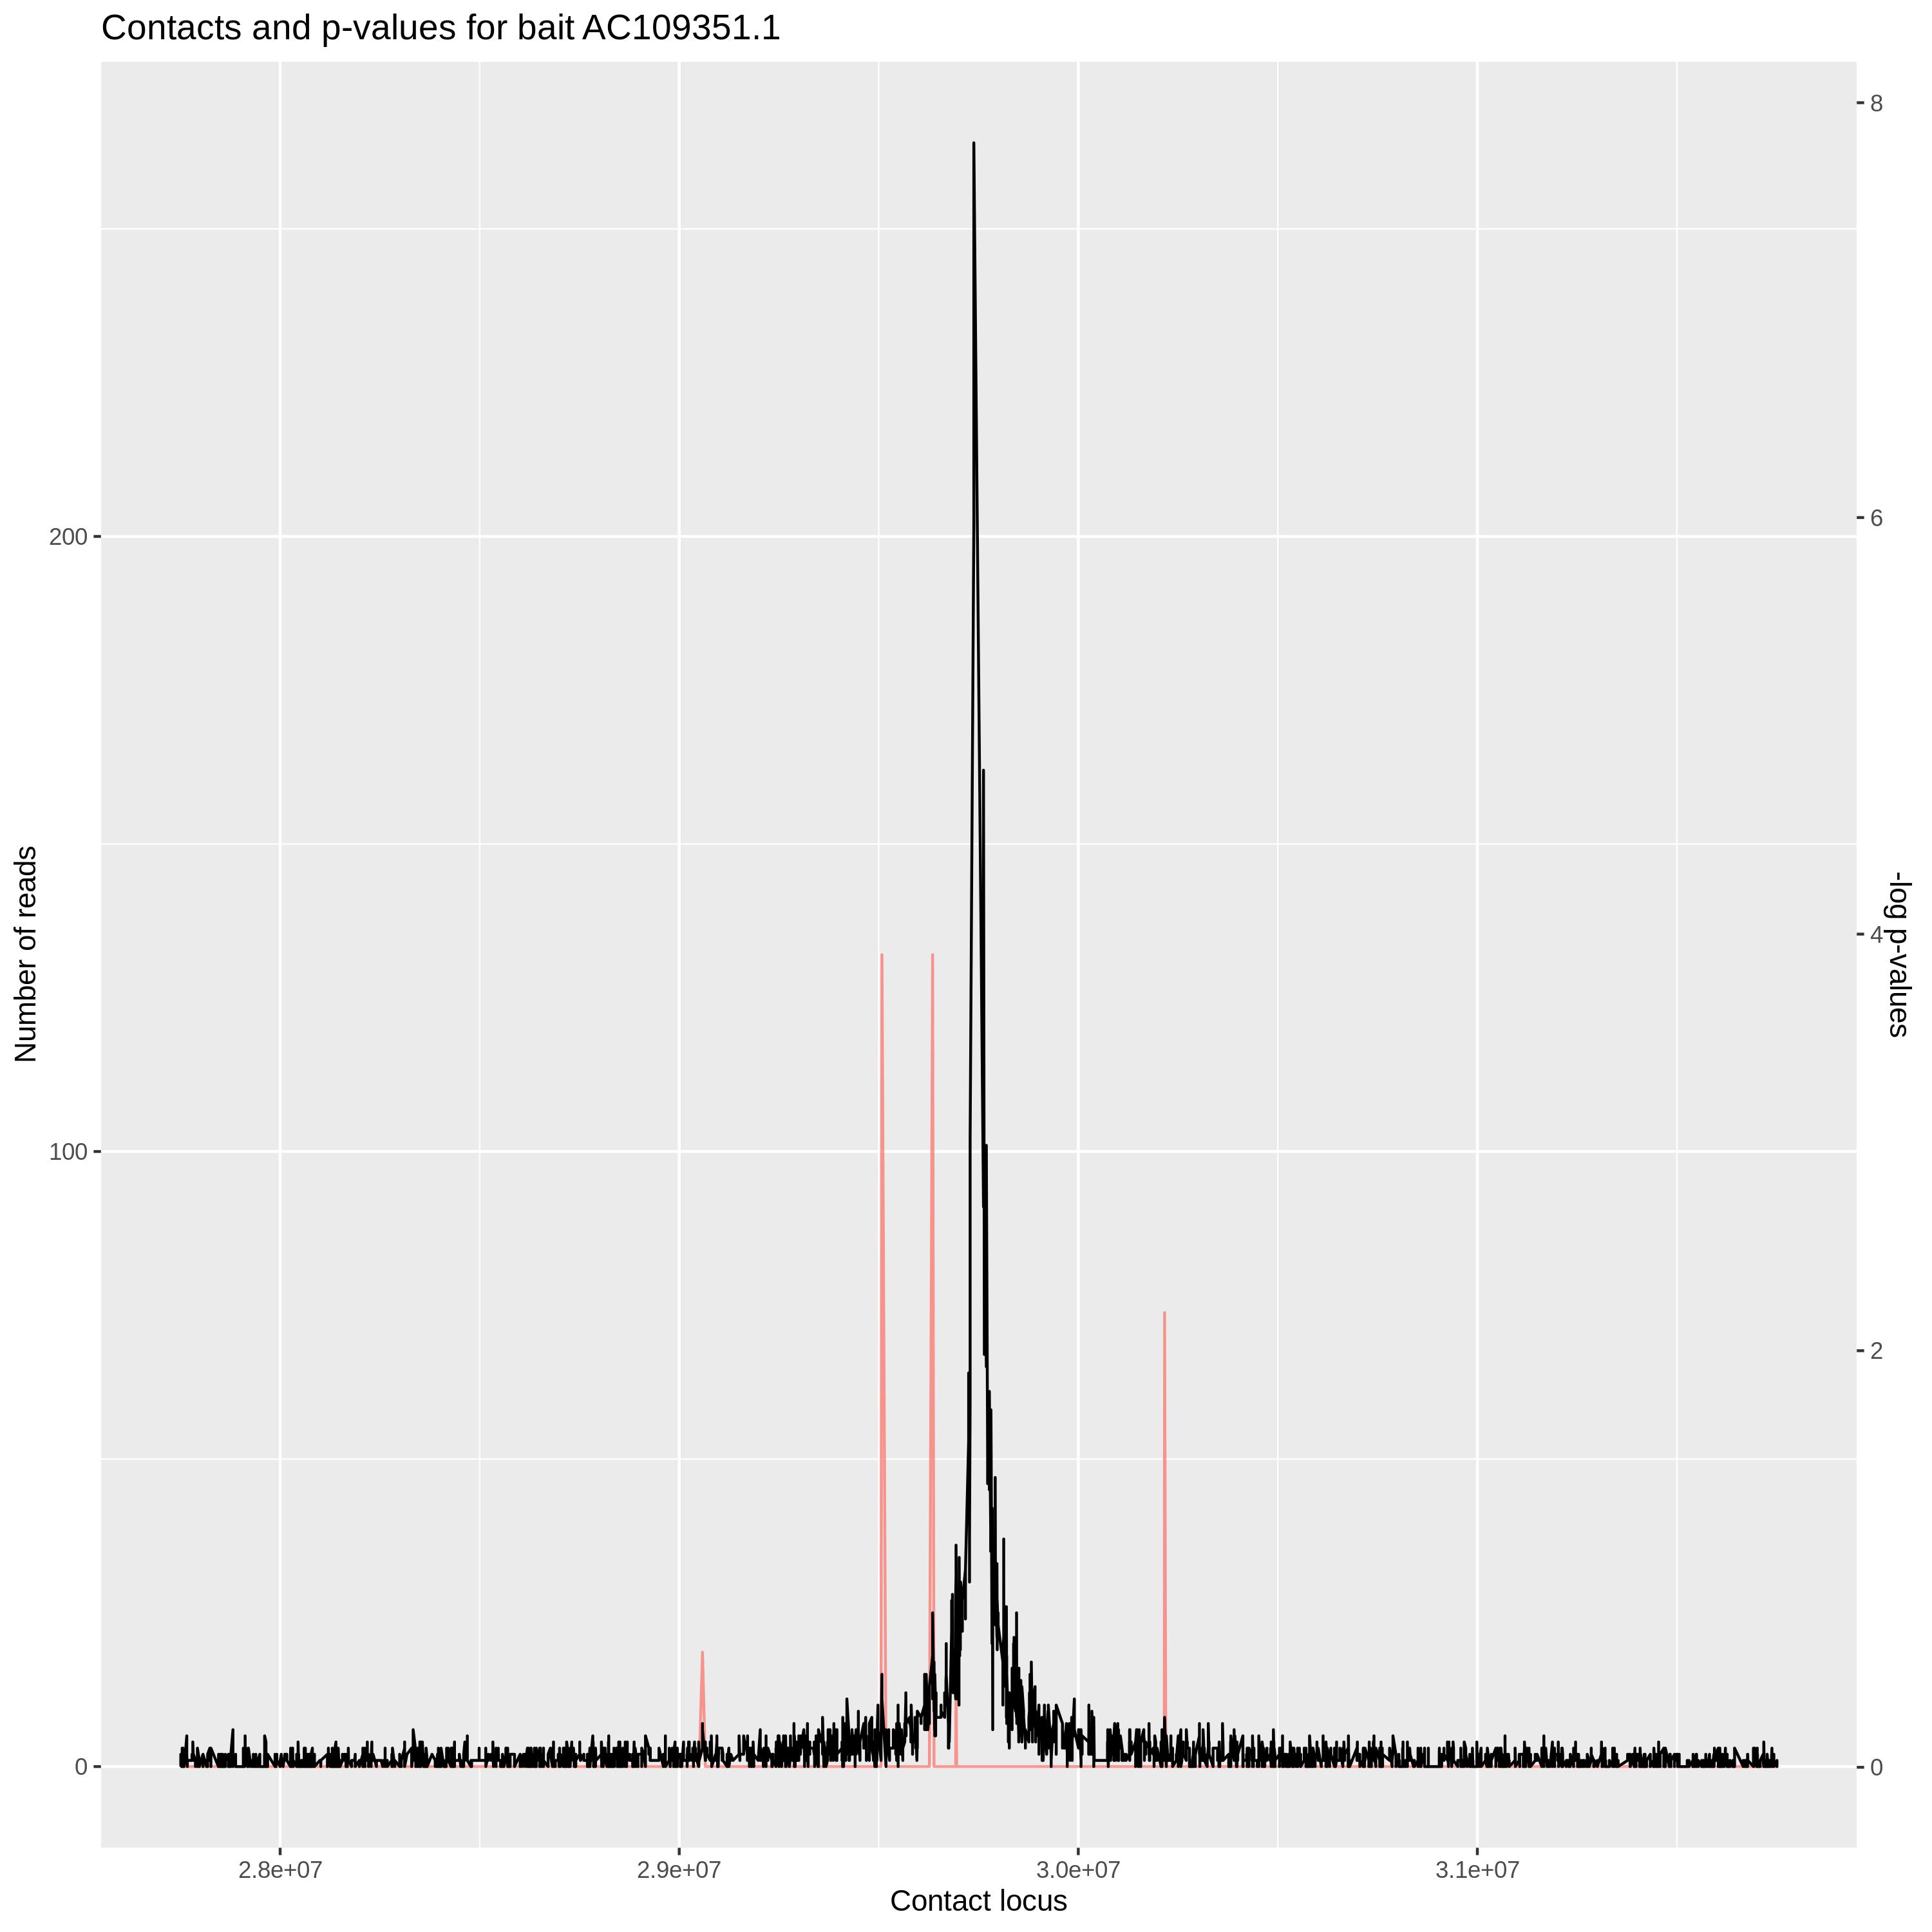 Contacts and p-values for bait AC109351.1
8
6
4
2
0
-log p-values
200
100
0
Number of reads
2.8e+07
2.9e+07
3.0e+07
3.1e+07
Contact locus